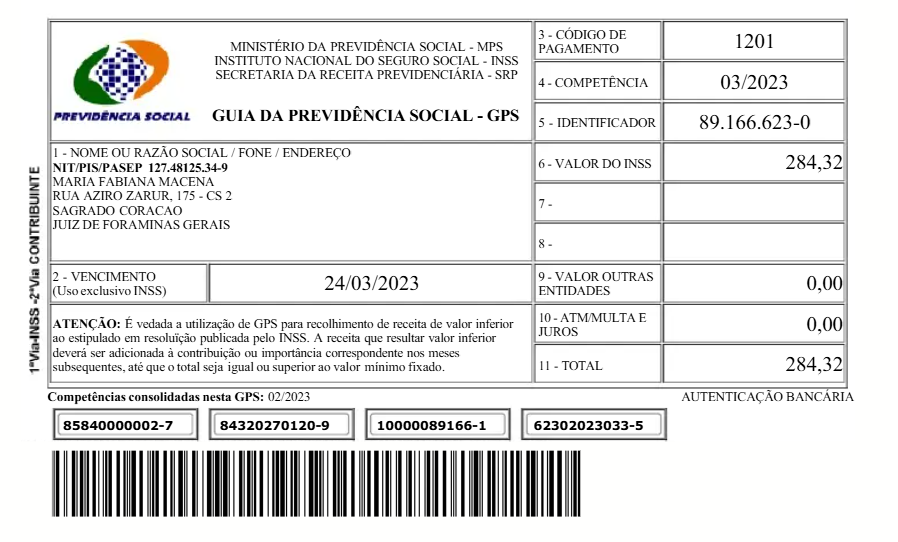 PREVIDÊNCIA SOCIAL
MINISTÉRIO DA PREVIDÊNCIA SOCIAL - MPS
INSTITUTO NACIONAL DO SEGURO SOCIAL - INSS
SECRETARIA DA RECEITA PREVIDENCIÁRIA - SRP
GUIA DA PREVIDÊNCIA SOCIAL - GPS
3 - CÓDIGO DE
PAGAMENTO
1201
4 - COMPETÊNCIA
03/2023
5 - IDENTIFICADOR
89.166.623-0
1 - NOME OU RAZÃO SOCIAL / FONE / ENDEREÇO
NIT/PIS/PASEP 127.48125.34-9
MARIA FABIANA MACENA
RUA AZIRO ZARUR, 175 - CS 2
SAGRADO CORACAO
JUIZ DE FORAMINAS GERAIS
6 - VALOR DO INSS
284,32
7 -
8 -
2 - VENCIMENTO
(Uso exclusivo INSS)
24/03/2023
9 - VALOR OUTRAS
ENTIDADES
0,00
ATENÇÃO: É vedada a utilização de GPS para recolhimento de receita de valor inferior
ao estipulado em resoluïção publicada pelo INSS. A receita que resultar valor inferior
deverá ser adicionada à contribuição ou importância correspondente nos meses
subsequentes, até que o total seja igual ou superior ao valor mínimo fixado.
10 - ATM/MULTA E
JUROS
0,00
11 - TOTAL
284,32
1ªVia-INSS -2ªVia CONTRIBUINTE
Competências consolidadas nesta GPS: 02/2023
AUTENTICAÇÃO BANCÁRIA
85840000002-7
84320270120-9
10000089166-1
62302023033-5